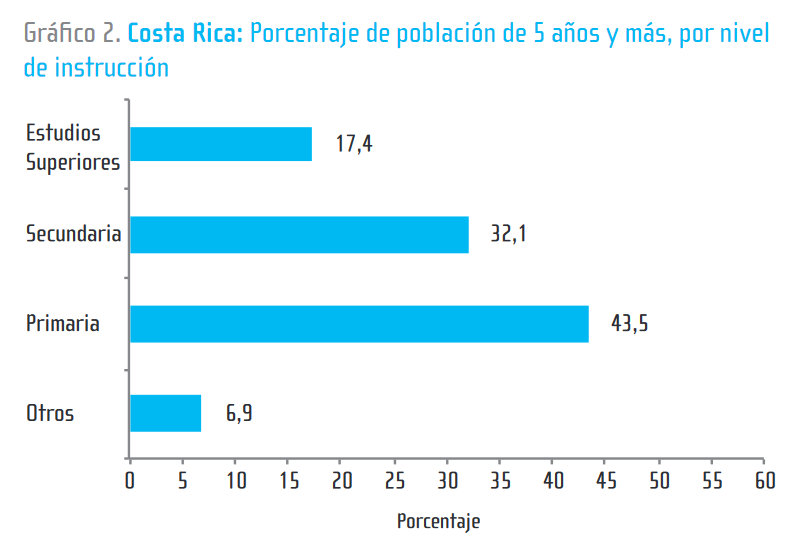 Gráfico 2. Costa Rica: Porcentaje de población de 5 años y más, por nivel
de instrucción
Estudios
Superiores
17,4
Secundaria
32,1
Primaria
43,5
Otros
6,9
0 5 10 15 20 25 30 35 40 45 50 55 60
Porcentaje